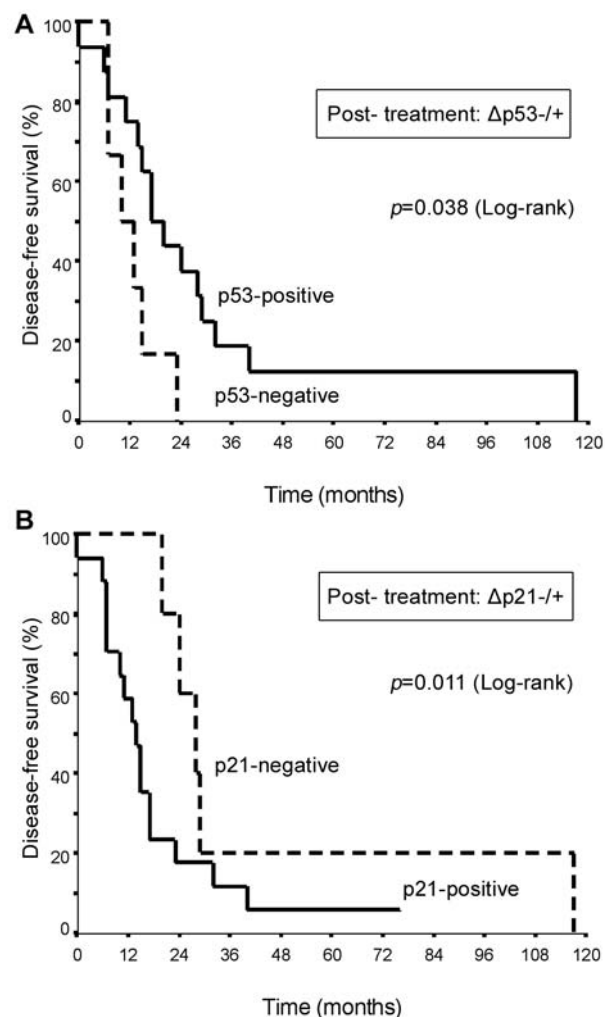 A
100
80
60
40
20
0
Disease-free survival (%)
Post- treatment: Δp53-/+
p=0.038 (Log-rank)
p53-positive
p53-negative
0 12 24 36 48 60 72 84 96 108 120
Time (months)
B
100
80
60
40
20
0
Disease-free survival (%)
Post- treatment: Δp21-/+
p=0.011 (Log-rank)
p21-negative
p21-positive
0 12 24 36 48 60 72 84 96 108 120
Time (months)